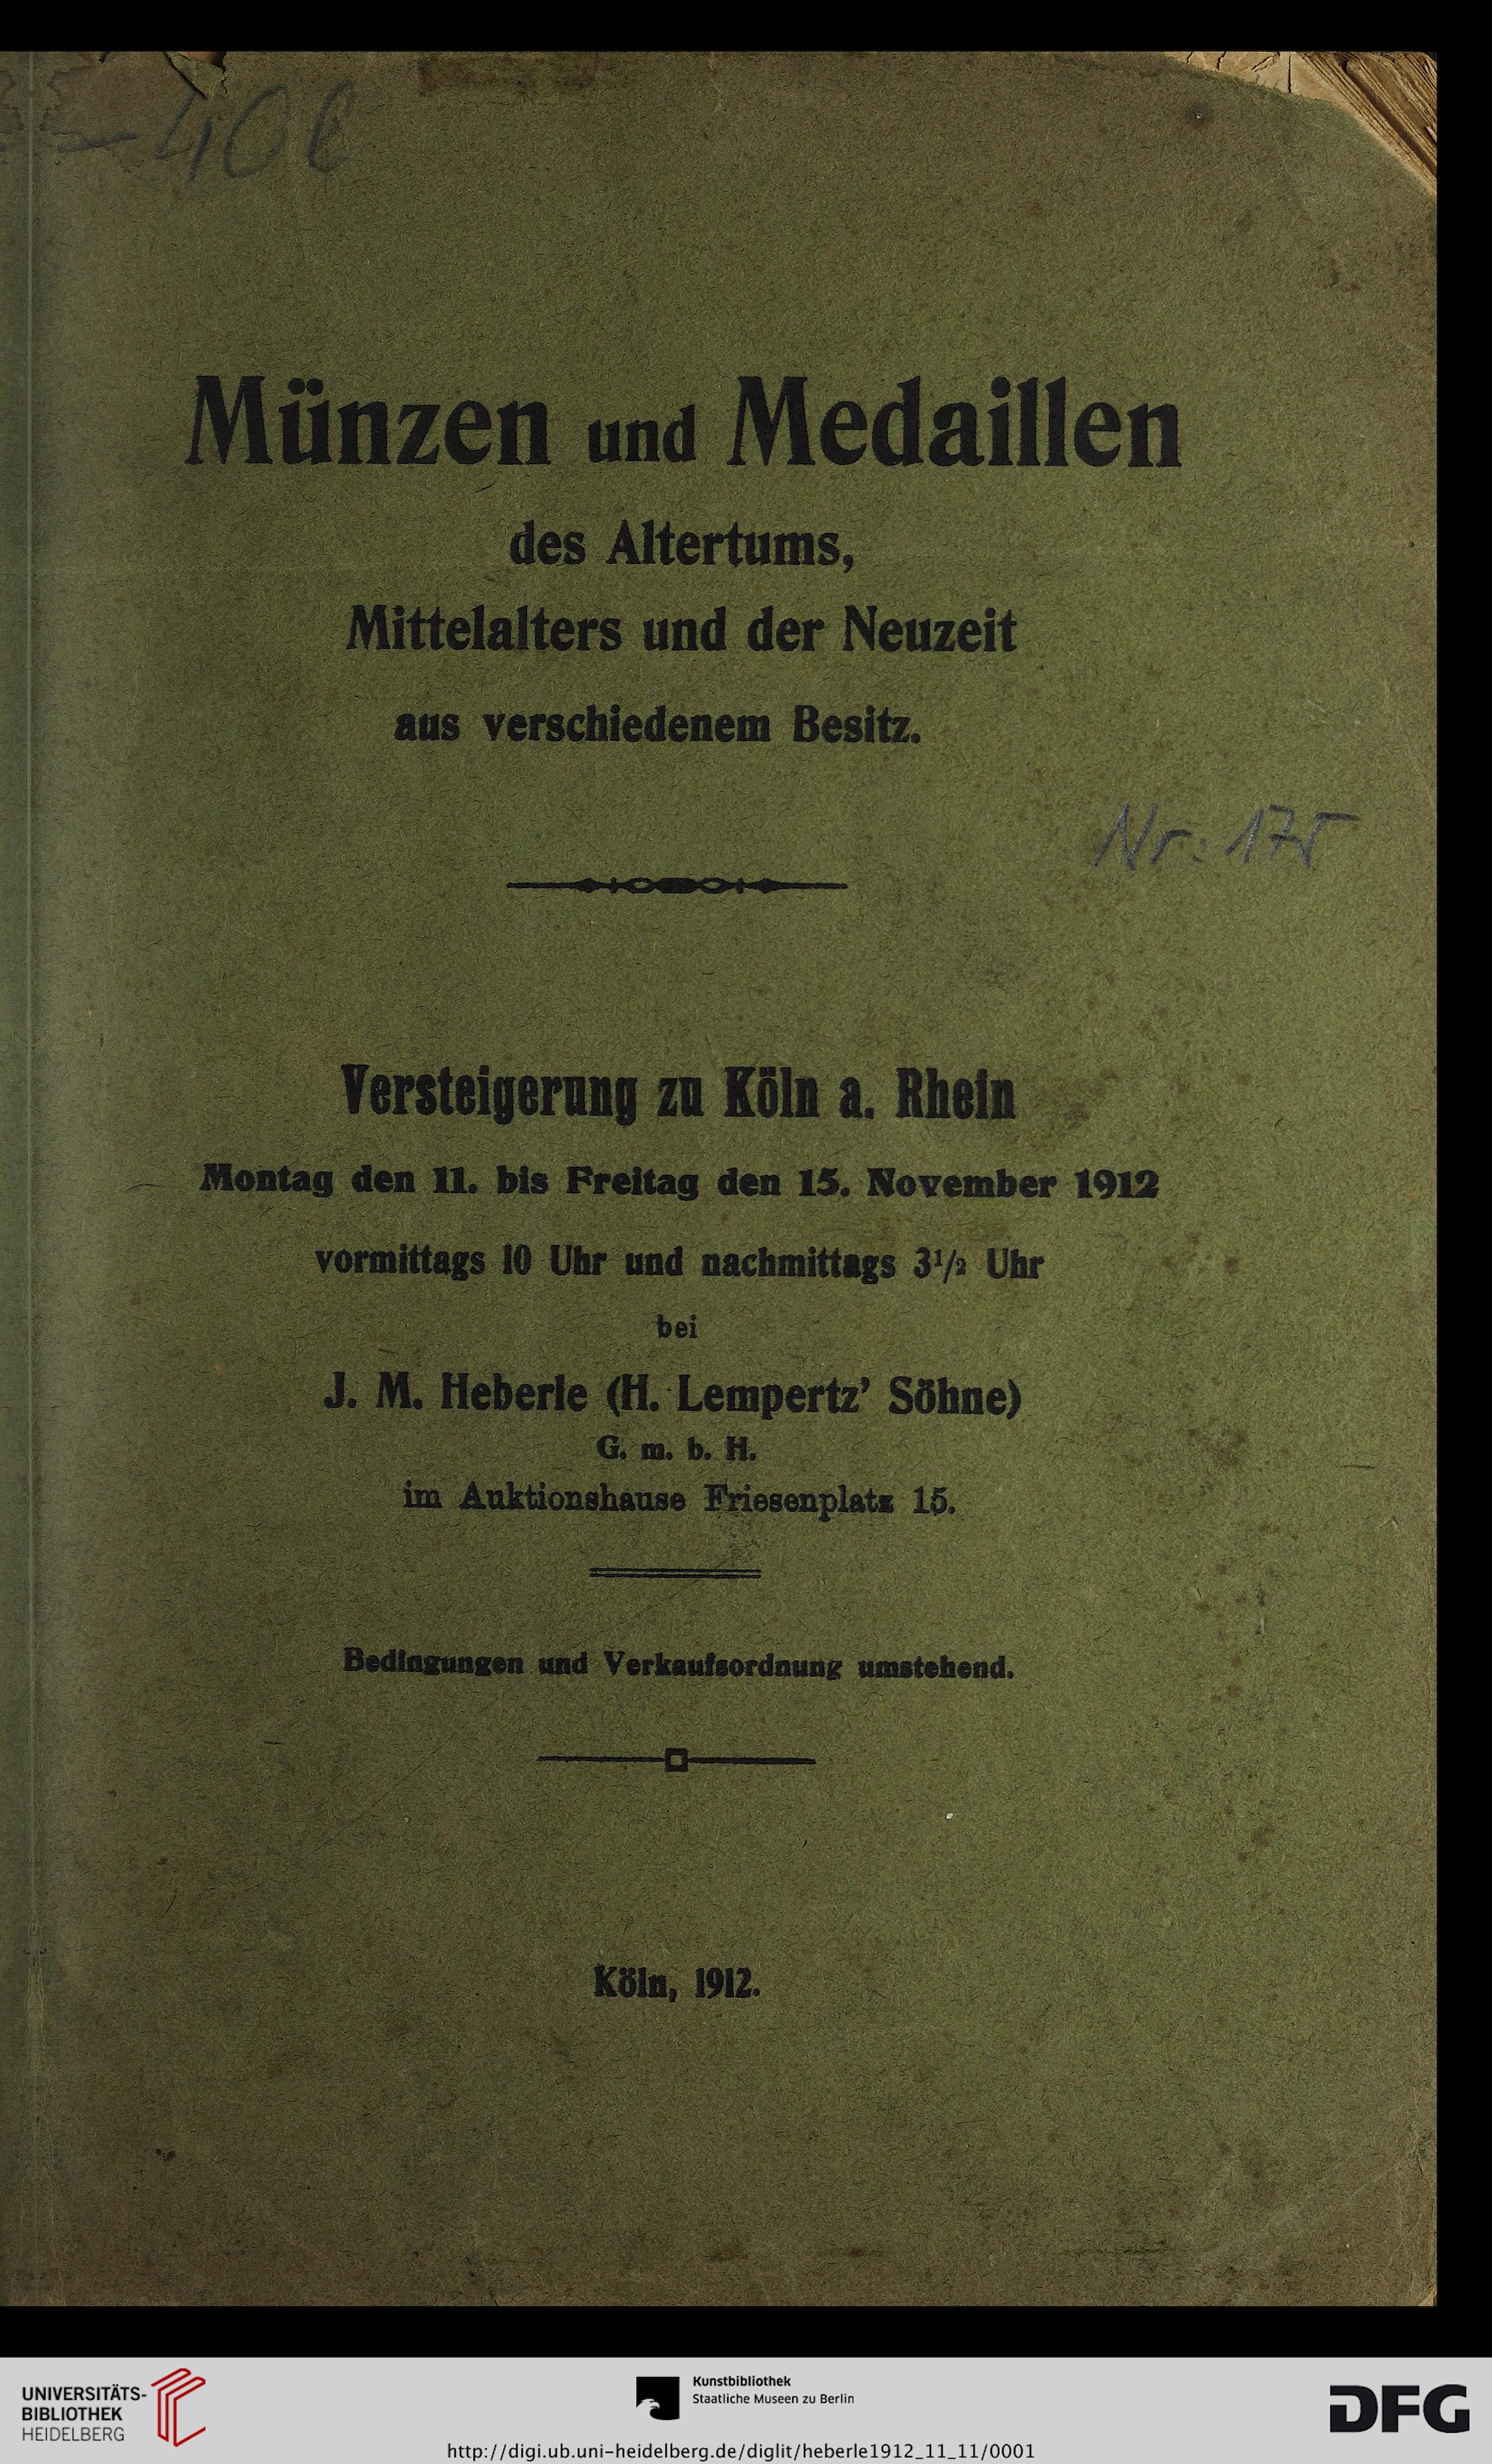 40 l
Münzen und Medaillen
des Altertums,
Mittelalters und der Neuzeit
aus verschiedenem Besitz.
Nr: 175
Versteigerung zu Köln a. Rhein
Montag den 11. bis Freitag den 15. November 1912
vormittags 10 Uhr und nachmittags 3½ Uhr
bei
J. M. Heberle (H. Lempertz’ Söhne)
G. m. b. H.
im Auktionshause Friesenplatz 15.
Bedingungen und Verkaufsordnung umstehend.
Köln, 1912.
UNIVERSITÄTS-
BIBLIOTHEK
HEIDELBERG
Kunstbibliothek
Staatliche Museen zu Berlin
DFG
http://digi.ub.uni-heidelberg.de/diglit/heberle1912_11_11/0001